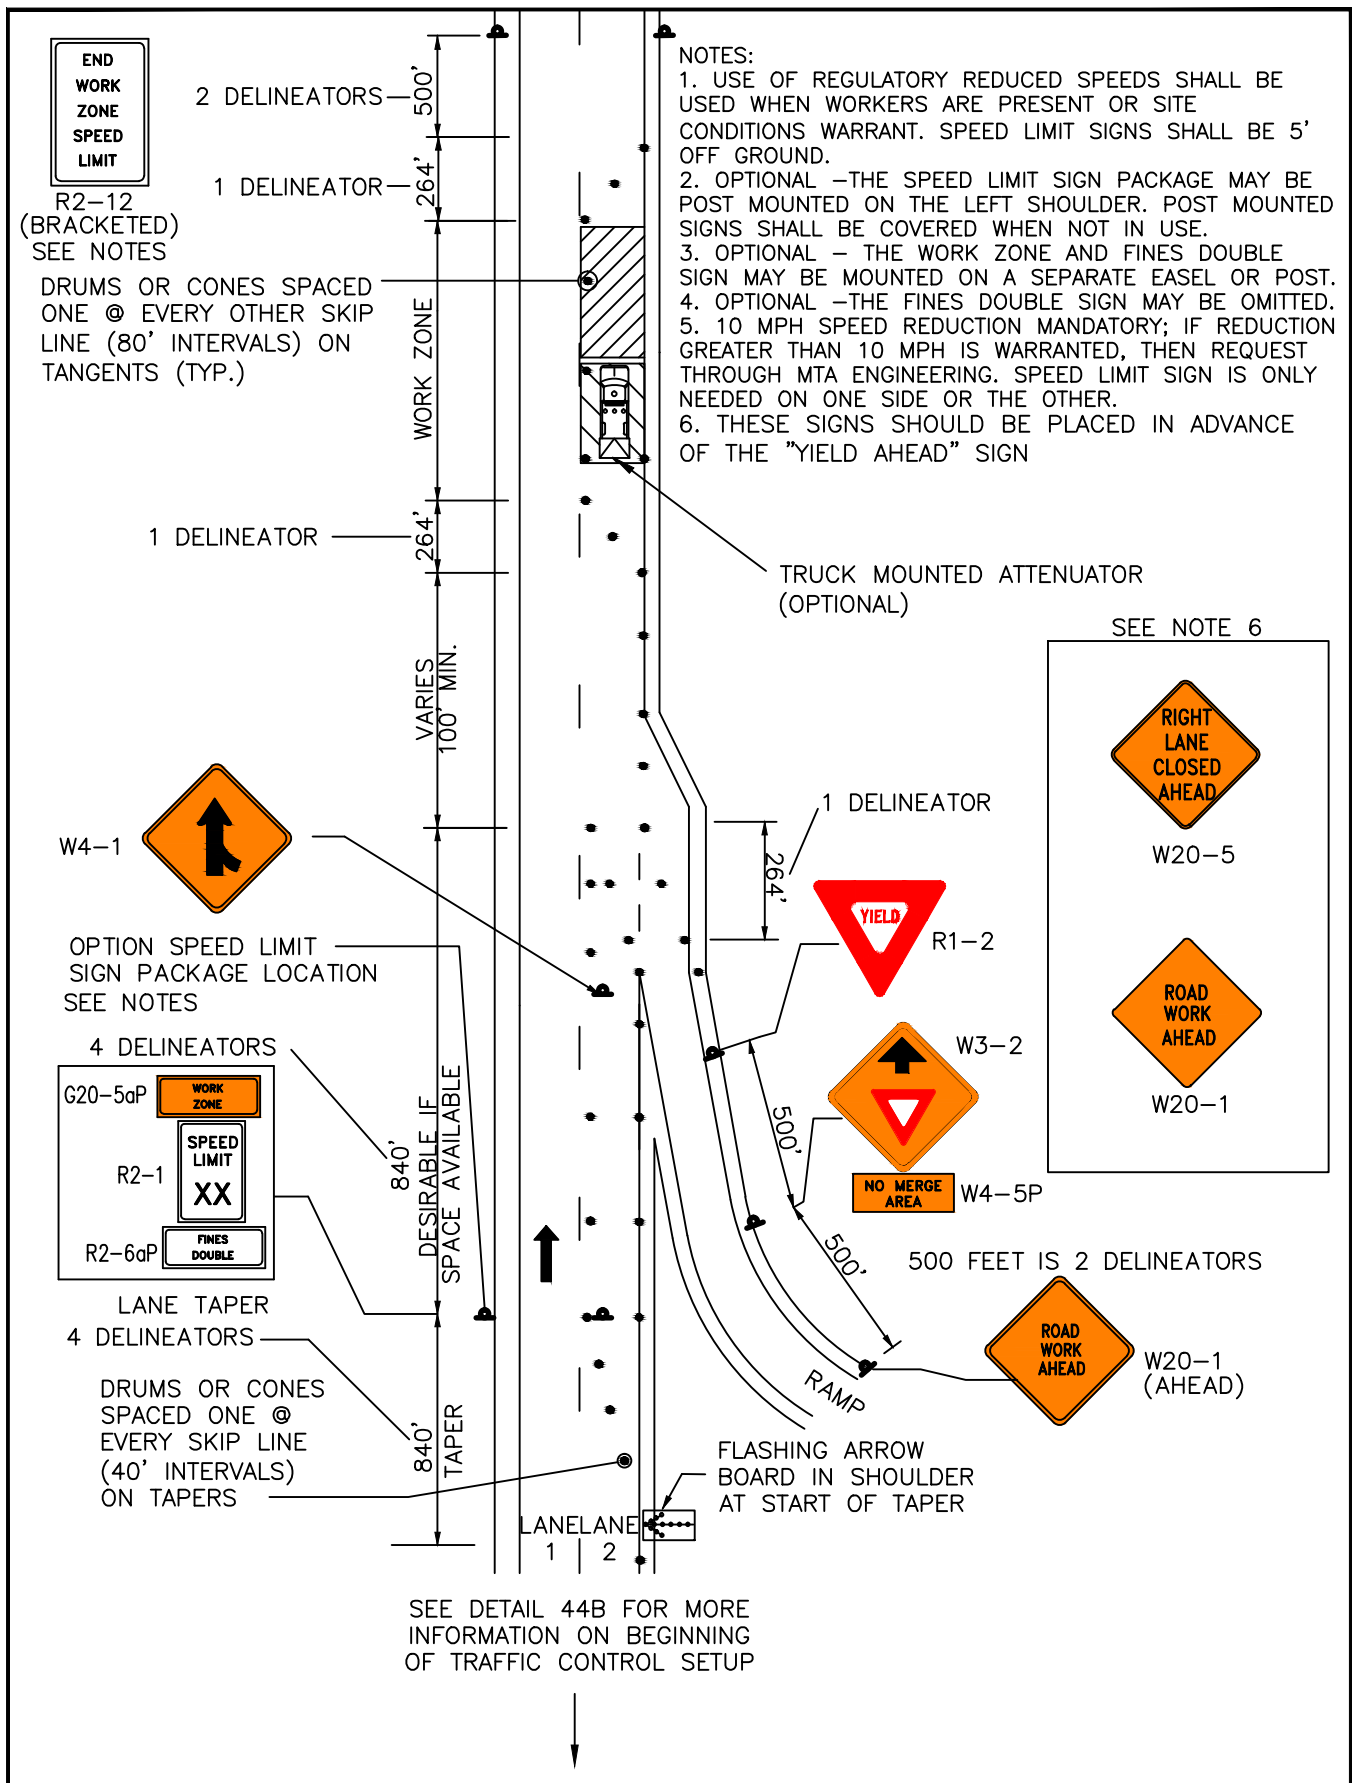 END
WORK
ZONE
SPEED
LIMIT
R2-12
(BRACKETED)
SEE NOTES
2 DELINEATORS
500'
1 DELINEATOR
264'
DRUMS OR CONES SPACED
ONE @ EVERY OTHER SKIP
LINE (80' INTERVALS) ON
TANGENTS (TYP.)
WORK ZONE
NOTES:
1. USE OF REGULATORY REDUCED SPEEDS SHALL BE
USED WHEN WORKERS ARE PRESENT OR SITE
CONDITIONS WARRANT. SPEED LIMIT SIGNS SHALL BE 5'
OFF GROUND.
2. OPTIONAL -THE SPEED LIMIT SIGN PACKAGE MAY BE
POST MOUNTED ON THE LEFT SHOULDER. POST MOUNTED
SIGNS SHALL BE COVERED WHEN NOT IN USE.
3. OPTIONAL - THE WORK ZONE AND FINES DOUBLE
SIGN MAY BE MOUNTED ON A SEPARATE EASEL OR POST.
4. OPTIONAL -THE FINES DOUBLE SIGN MAY BE OMITTED.
5. 10 MPH SPEED REDUCTION MANDATORY; IF REDUCTION
GREATER THAN 10 MPH IS WARRANTED, THEN REQUEST
THROUGH MTA ENGINEERING. SPEED LIMIT SIGN IS ONLY
NEEDED ON ONE SIDE OR THE OTHER.
6. THESE SIGNS SHOULD BE PLACED IN ADVANCE
OF THE "YIELD AHEAD" SIGN
1 DELINEATOR
264'
TRUCK MOUNTED ATTENUATOR
(OPTIONAL)
VARIES
100' MIN.
SEE NOTE 6
RIGHT
LANE
CLOSED
AHEAD
W20-5
ROAD
WORK
AHEAD
W20-1
W4-1
1 DELINEATOR
264'
YIELD
R1-2
OPTION SPEED LIMIT
SIGN PACKAGE LOCATION
SEE NOTES
4 DELINEATORS
840'
DESIRABLE IF
SPACE AVAILABLE
W3-2
NO MERGE
AREA
W4-5P
500'
500'
G20-5aP
WORK
ZONE
R2-1
SPEED
LIMIT
XX
R2-6aP
FINES
DOUBLE
500 FEET IS 2 DELINEATORS
ROAD
WORK
AHEAD
W20-1
(AHEAD)
RAMP
LANE TAPER
4 DELINEATORS
DRUMS OR CONES
SPACED ONE @
EVERY SKIP LINE
(40' INTERVALS)
ON TAPERS
840'
TAPER
FLASHING ARROW
BOARD IN SHOULDER
AT START OF TAPER
LANE
1
LANE
2
SEE DETAIL 44B FOR MORE
INFORMATION ON BEGINNING
OF TRAFFIC CONTROL SETUP